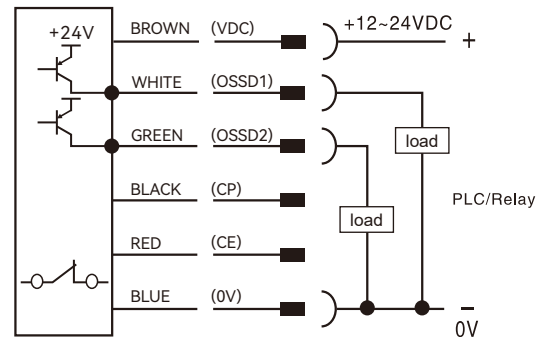 +24V BROWN (VDC) +12~24VDC +
WHITE (OSSD1)
load
GREEN (OSSD2)
BLACK (CP) PLC/Relay
load
RED (CE)
BLUE (0V) −
0V